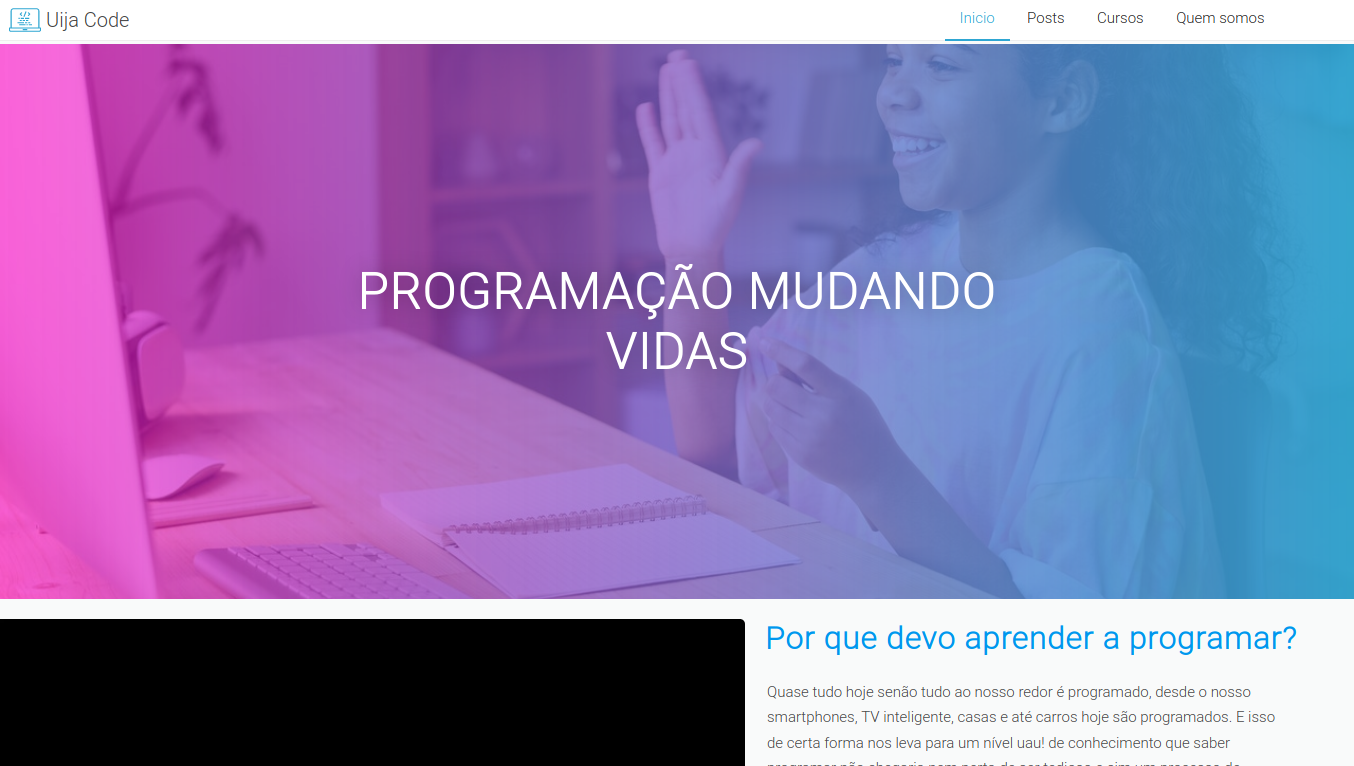 Uija Code
Inicio Posts Cursos Quem somos
PROGRAMAÇÃO MUDANDO
VIDAS
Por que devo aprender a programar?
Quase tudo hoje senão tudo ao nosso redor é programado, desde o nosso
smartphones, TV inteligente, casas e até carros hoje são programados. E isso
de certa forma nos leva para um nível uau! de conhecimento que saber